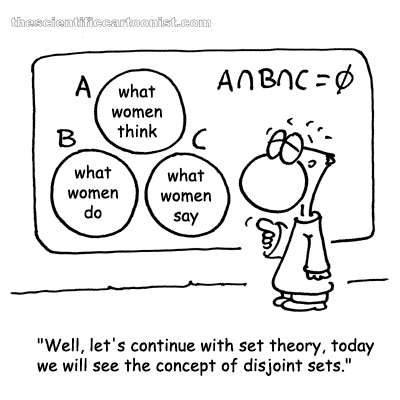 thescientificcartoonist.com
A
what
women
think
A∩B∩C=∅
B
what
women
do
C
what
women
say
"Well, let's continue with set theory, today
we will see the concept of disjoint sets."